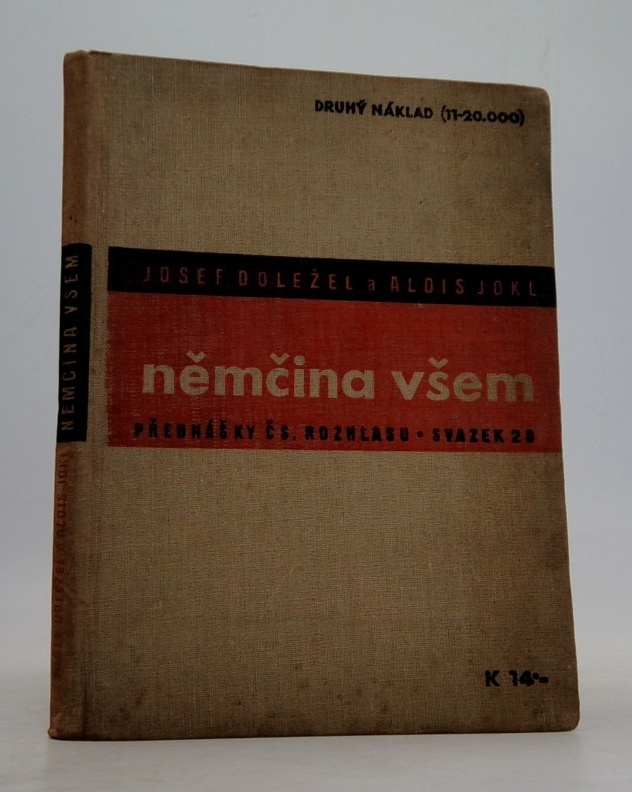 DRUHÝ NÁKLAD (11-20.000)
JOSEF DOLEŽEL a ALOIS JOKL
němčina všem
PŘEDNÁŠKY ČS. ROZHLASU • SVAZEK 20
K 14·-
NĚMČINA VŠEM
DOLEŽEL A ALOIS JOKL